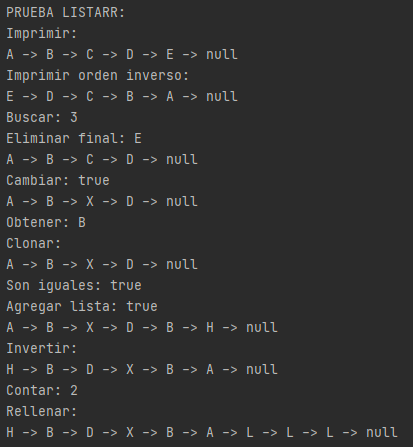 PRUEBA LISTARR:
Imprimir:
A -> B -> C -> D -> E -> null
Imprimir orden inverso:
E -> D -> C -> B -> A -> null
Buscar: 3
Eliminar final: E
A -> B -> C -> D -> null
Cambiar: true
A -> B -> X -> D -> null
Obtener: B
Clonar:
A -> B -> X -> D -> null
Son iguales: true
Agregar lista: true
A -> B -> X -> D -> B -> H -> null
Invertir:
H -> B -> D -> X -> B -> A -> null
Contar: 2
Rellenar:
H -> B -> D -> X -> B -> A -> L -> L -> L -> null